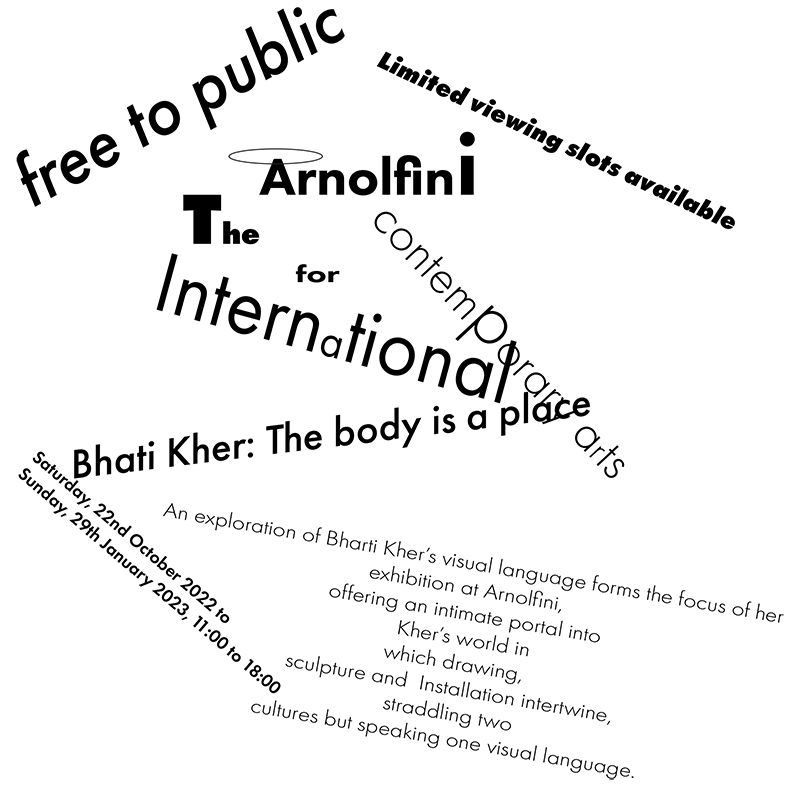 free to public
Limited viewing slots available
Arnolfini
The
for
International
contemporary arts
Bhati Kher: The body is a place
Saturday, 22nd October 2022 to
Sunday, 29th January 2023, 11:00 to 18:00
An exploration of Bharti Kher’s visual language forms the focus of her
exhibition at Arnolfini,
offering an intimate portal into
Kher’s world in
which drawing,
sculpture and Installation intertwine,
straddling two
cultures but speaking one visual language.